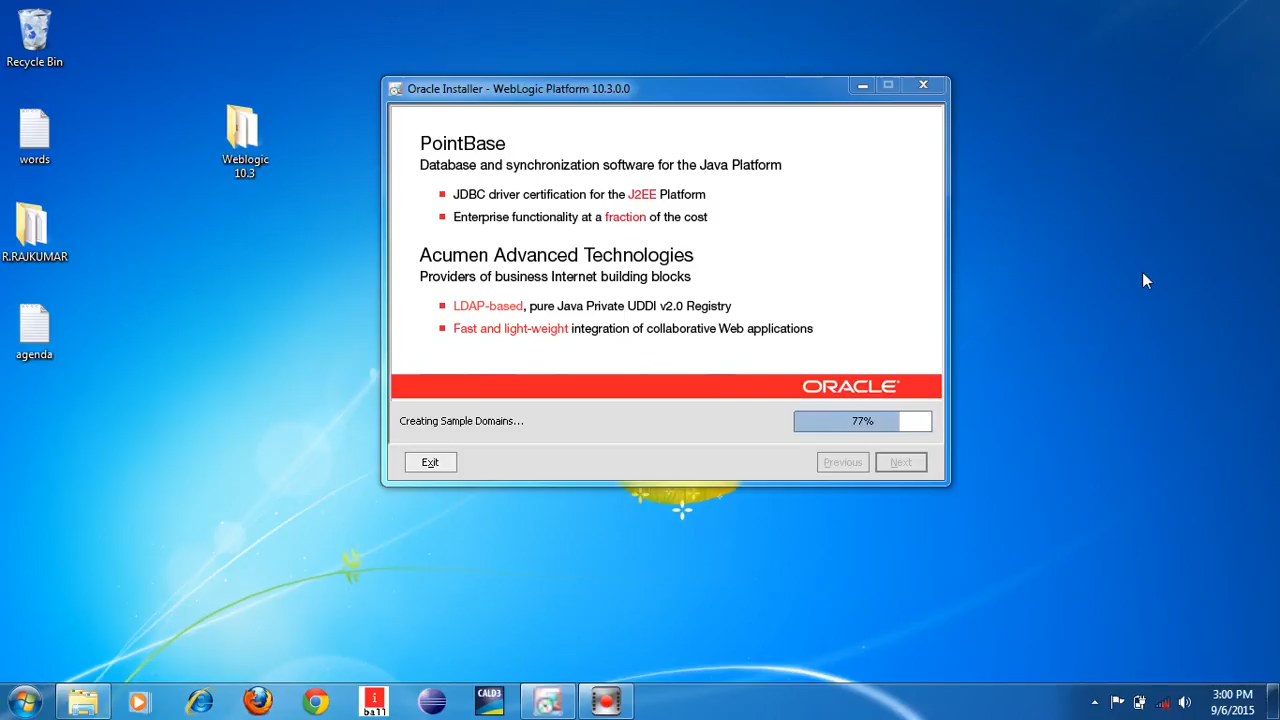 Recycle Bin
words
R.RAJKUMAR
agenda
Weblogic
10.3
Oracle Installer - WebLogic Platform 10.3.0.0
PointBase
Database and synchronization software for the Java Platform
JDBC driver certification for the J2EE Platform
Enterprise functionality at a fraction of the cost
Acumen Advanced Technologies
Providers of business Internet building blocks
LDAP-based, pure Java Private UDDI v2.0 Registry
Fast and light-weight integration of collaborative Web applications
ORACLE
Creating Sample Domains...
77%
Exit
Previous
Next
i
ball
CALD3
3:00 PM
9/6/2015